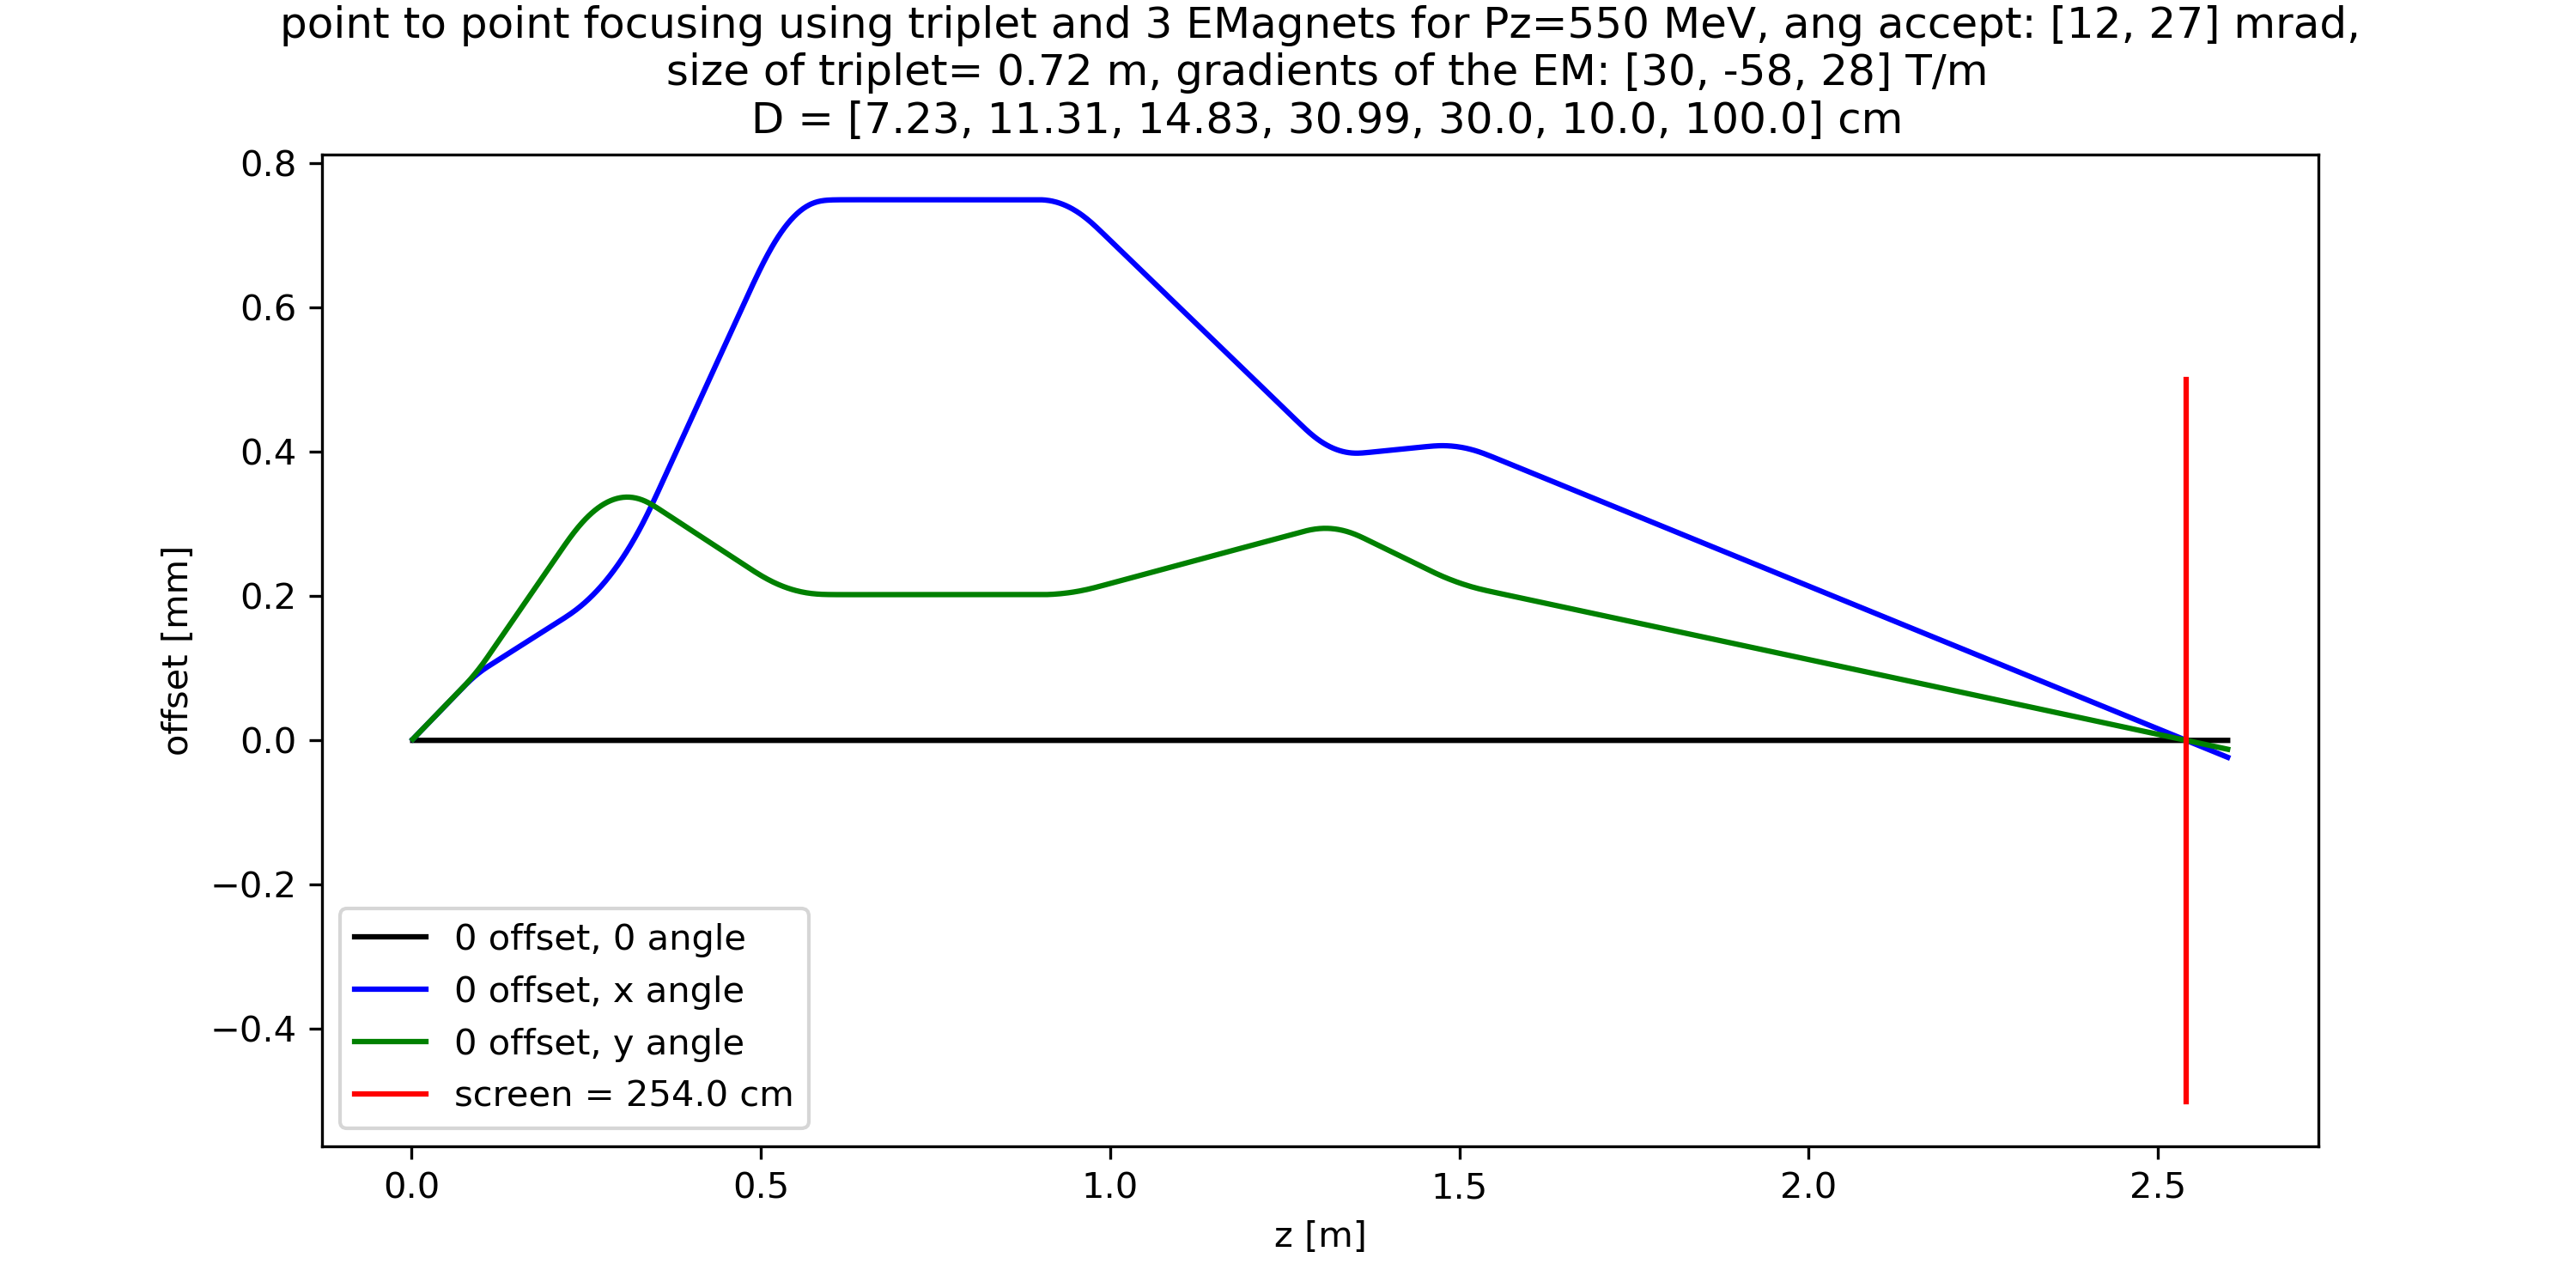 point to point focusing using triplet and 3 EMagnets for Pz=550 MeV, ang accept: [12, 27] mrad,
size of triplet= 0.72 m, gradients of the EM: [30, -58, 28] T/m
D = [7.23, 11.31, 14.83, 30.99, 30.0, 10.0, 100.0] cm
0.8
0.6
0.4
0.2
0.0
−0.2
−0.4
offset [mm]
0 offset, 0 angle
0 offset, x angle
0 offset, y angle
screen = 254.0 cm
0.0 0.5 1.0 1.5 2.0 2.5
z [m]